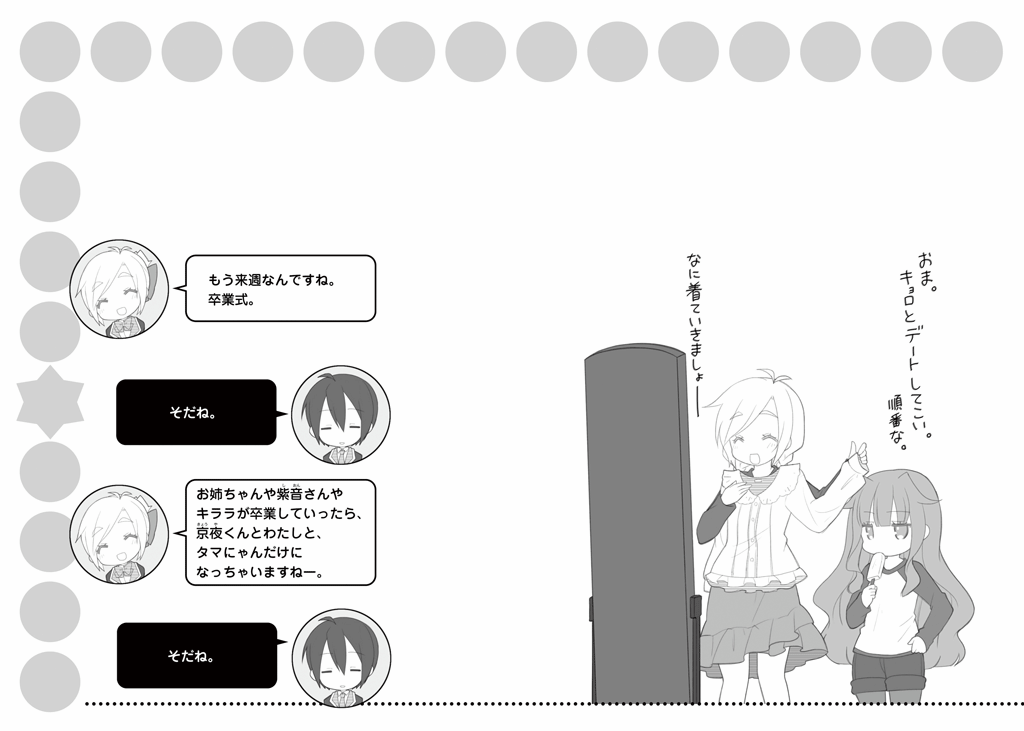 もう来週なんですね。
卒業式。
そだね。
お姉ちゃんや紫音さんや
キララが卒業していったら、
京夜くんとわたしと、
タマにゃんだけに
なっちゃいますねー。
そだね。
おま。
キョロとデートしてこい。
順番な。
なに着ていきましょーー